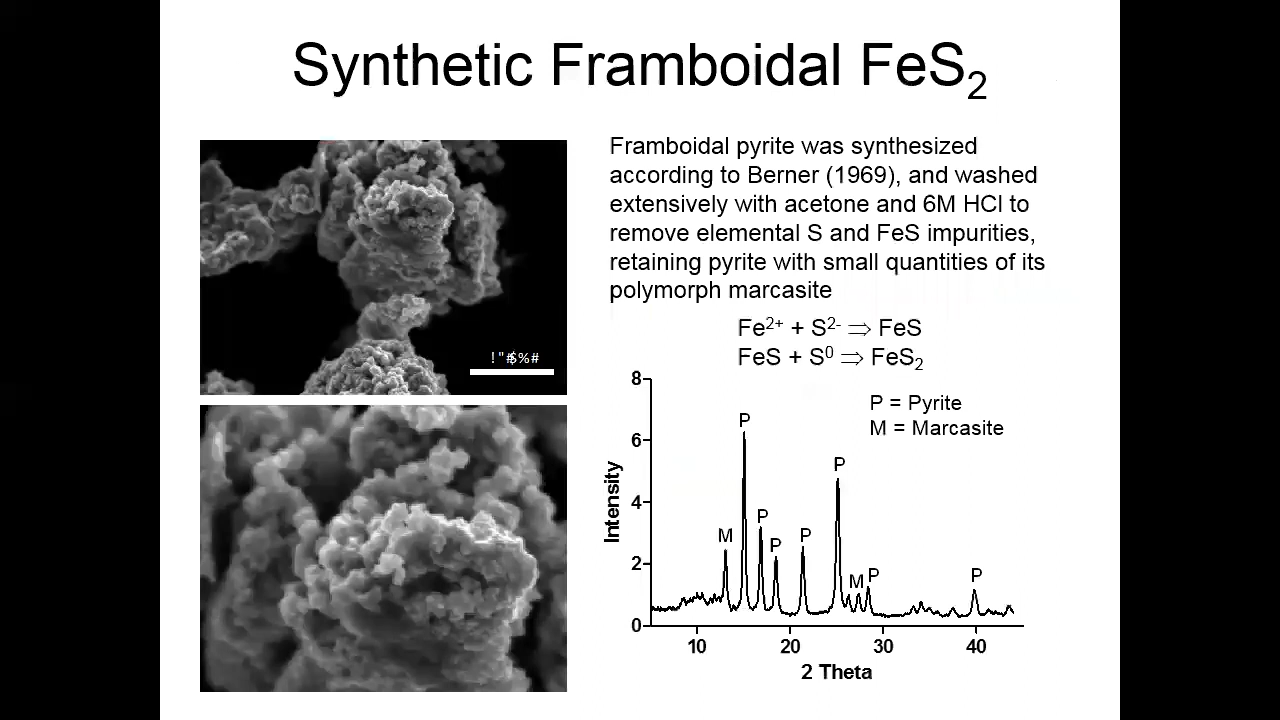 Synthetic Framboidal FeS₂
Framboidal pyrite was synthesized
according to Berner (1969), and washed
extensively with acetone and 6M HCl to
remove elemental S and FeS impurities,
retaining pyrite with small quantities of its
polymorph marcasite
Fe²⁺ + S²⁻ ⇒ FeS
FeS + S⁰ ⇒ FeS₂
!"#$%#
P = Pyrite
M = Marcasite
8
6
4
2
0
Intensity
M
P
P
P
P
P
M
P
P
10
20
30
40
2 Theta